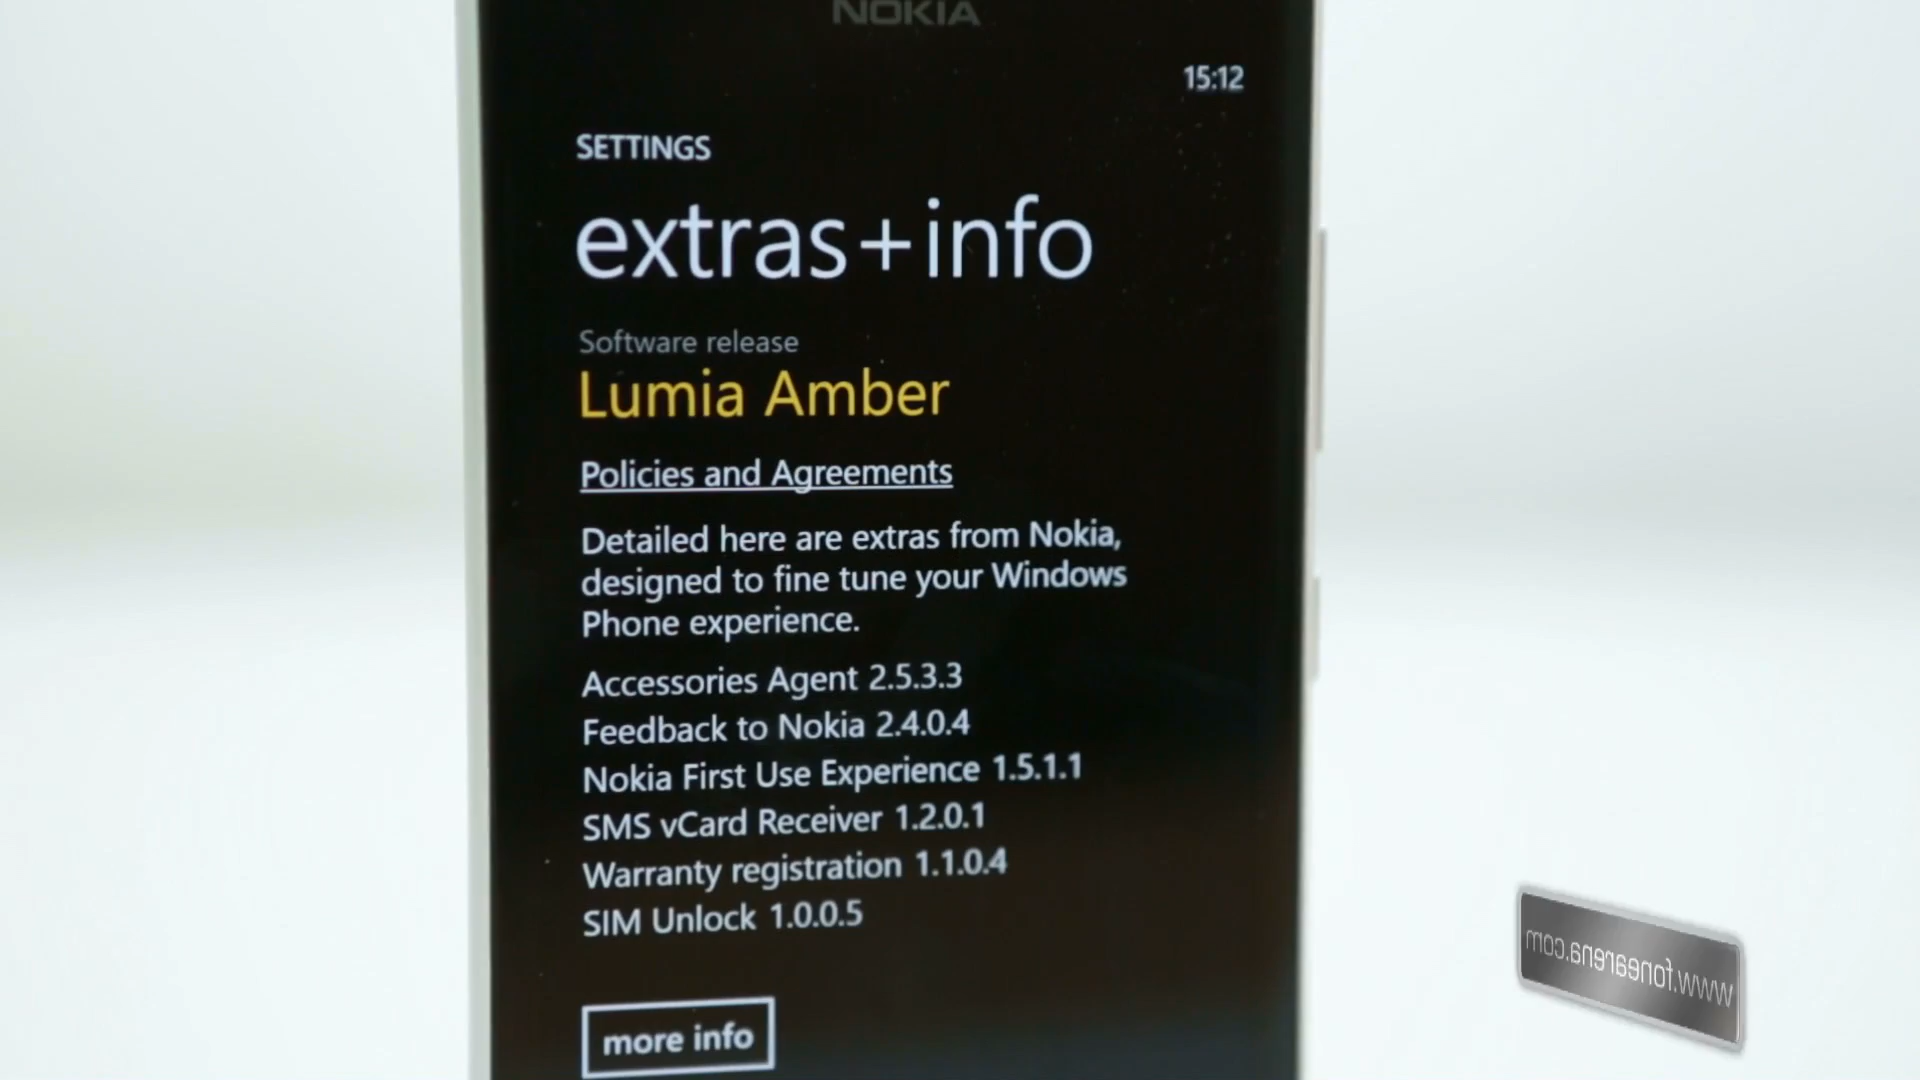 NOKIA
15:12
SETTINGS
extras+info
Software release
Lumia Amber
Policies and Agreements
Detailed here are extras from Nokia,
designed to fine tune your Windows
Phone experience.
Accessories Agent 2.5.3.3
Feedback to Nokia 2.4.0.4
Nokia First Use Experience 1.5.1.1
SMS vCard Receiver 1.2.0.1
Warranty registration 1.1.0.4
SIM Unlock 1.0.0.5
more info
www.fonearena.com